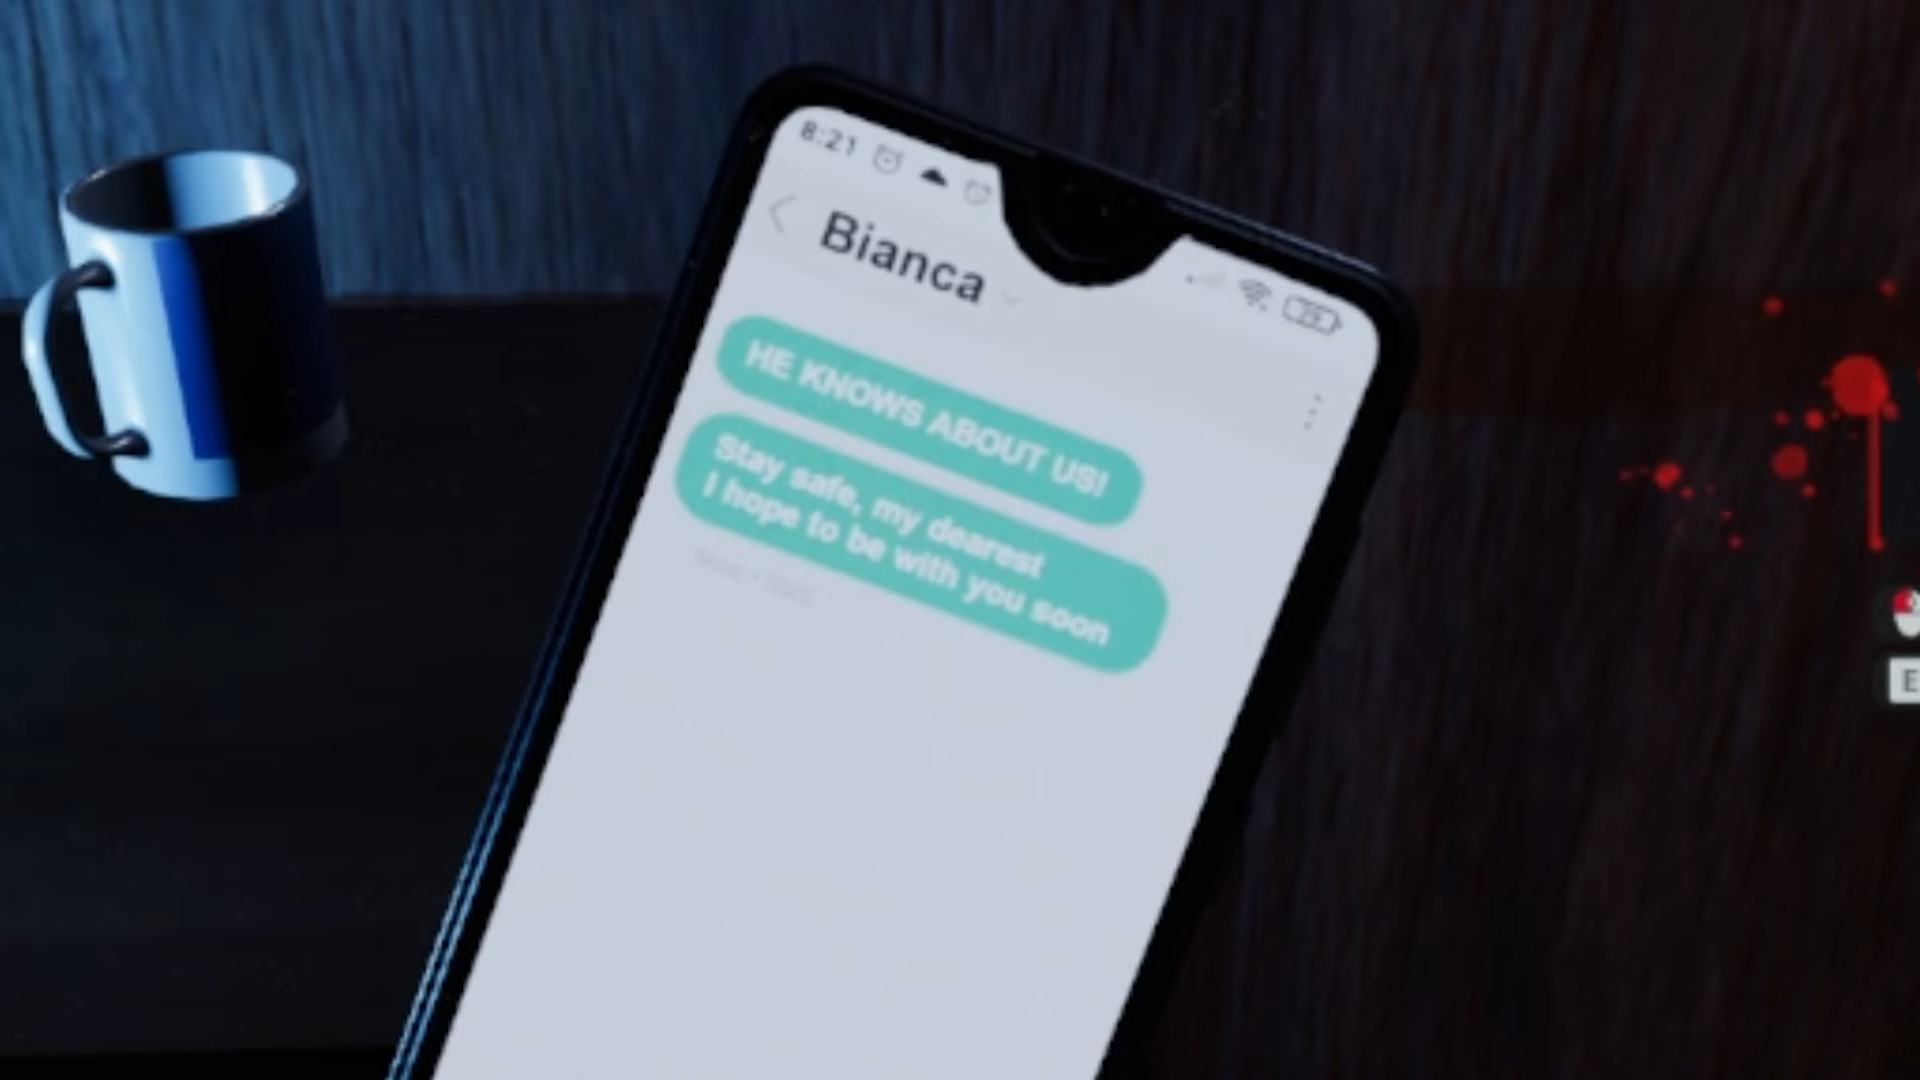 8:21
Bianca
HE KNOWS ABOUT US!
Stay safe, my dearest
I hope to be with you soon
E